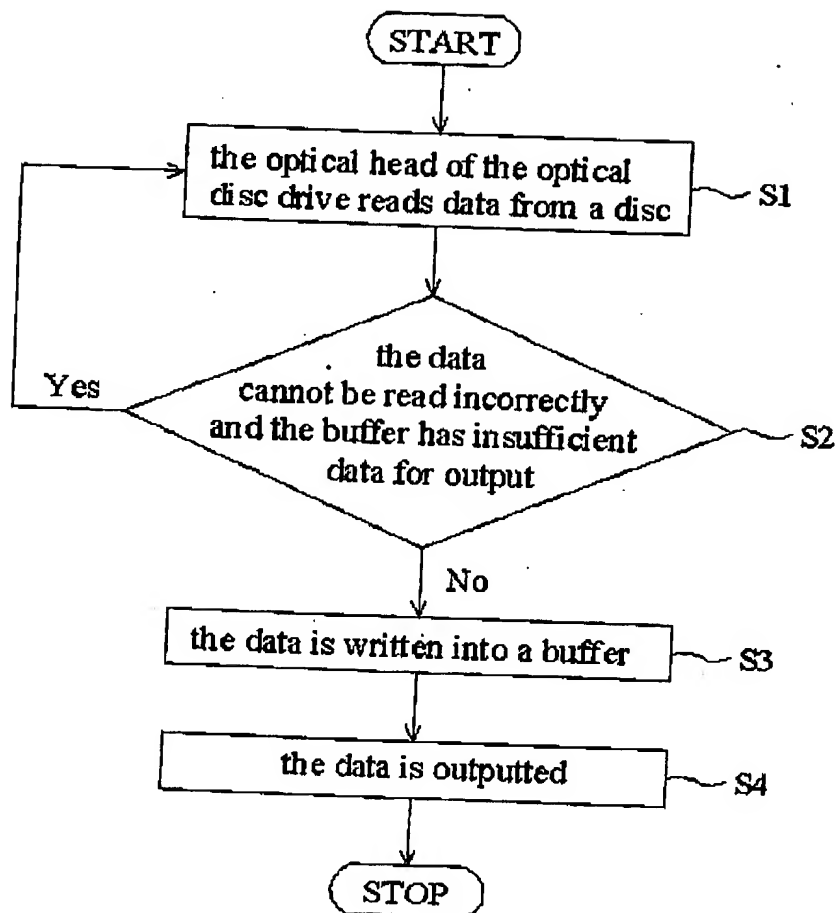 START
the optical head of the optical
disc drive reads data from a disc
S1
the data
cannot be read incorrectly
and the buffer has insufficient
data for output
S2
Yes
No
the data is written into a buffer
S3
the data is outputted
S4
STOP